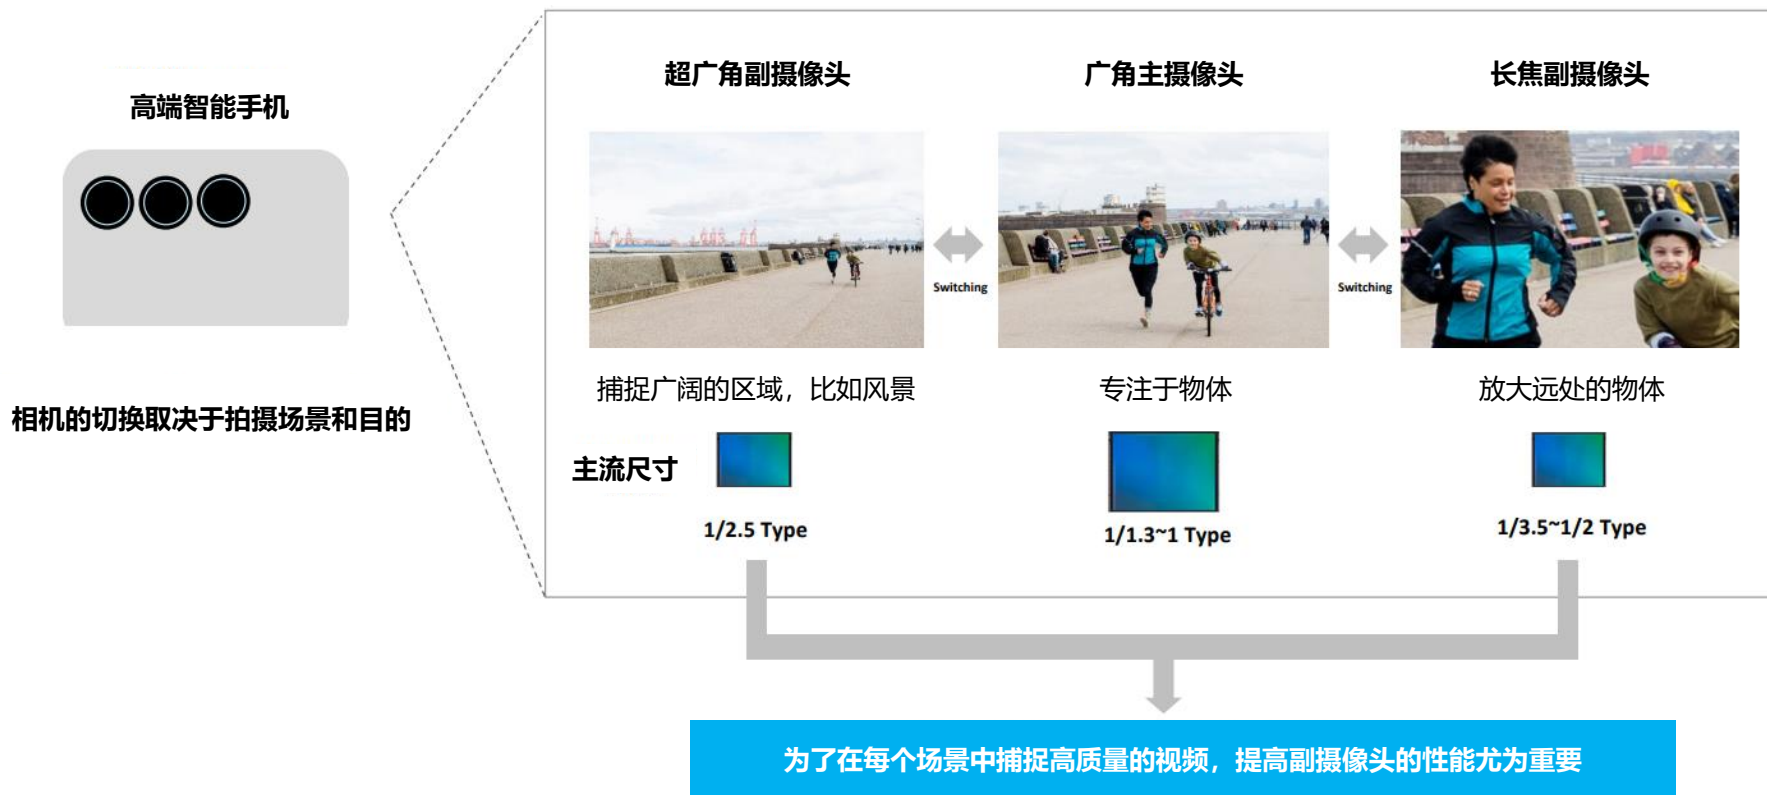 高端智能手机
相机的切换取决于拍摄场景和目的
超广角副摄像头
广角主摄像头
长焦副摄像头
Switching
Switching
捕捉广阔的区域，比如风景
专注于物体
放大远处的物体
主流尺寸
1/2.5 Type
1/1.3~1 Type
1/3.5~1/2 Type
为了在每个场景中捕捉高质量的视频，提高副摄像头的性能尤为重要